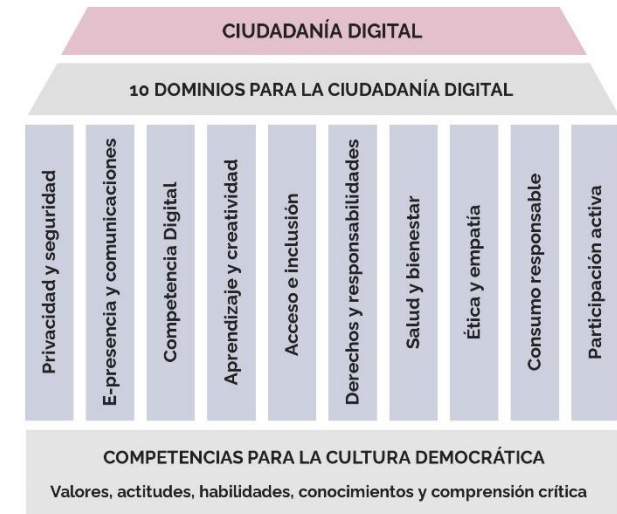 CIUDADANÍA DIGITAL
10 DOMINIOS PARA LA CIUDADANÍA DIGITAL
Privacidad y seguridad
E-presencia y comunicaciones
Competencia Digital
Aprendizaje y creatividad
Acceso e inclusión
Derechos y responsabilidades
Salud y bienestar
Ética y empatía
Consumo responsable
Participación activa
COMPETENCIAS PARA LA CULTURA DEMOCRÁTICA
Valores, actitudes, habilidades, conocimientos y comprensión crítica